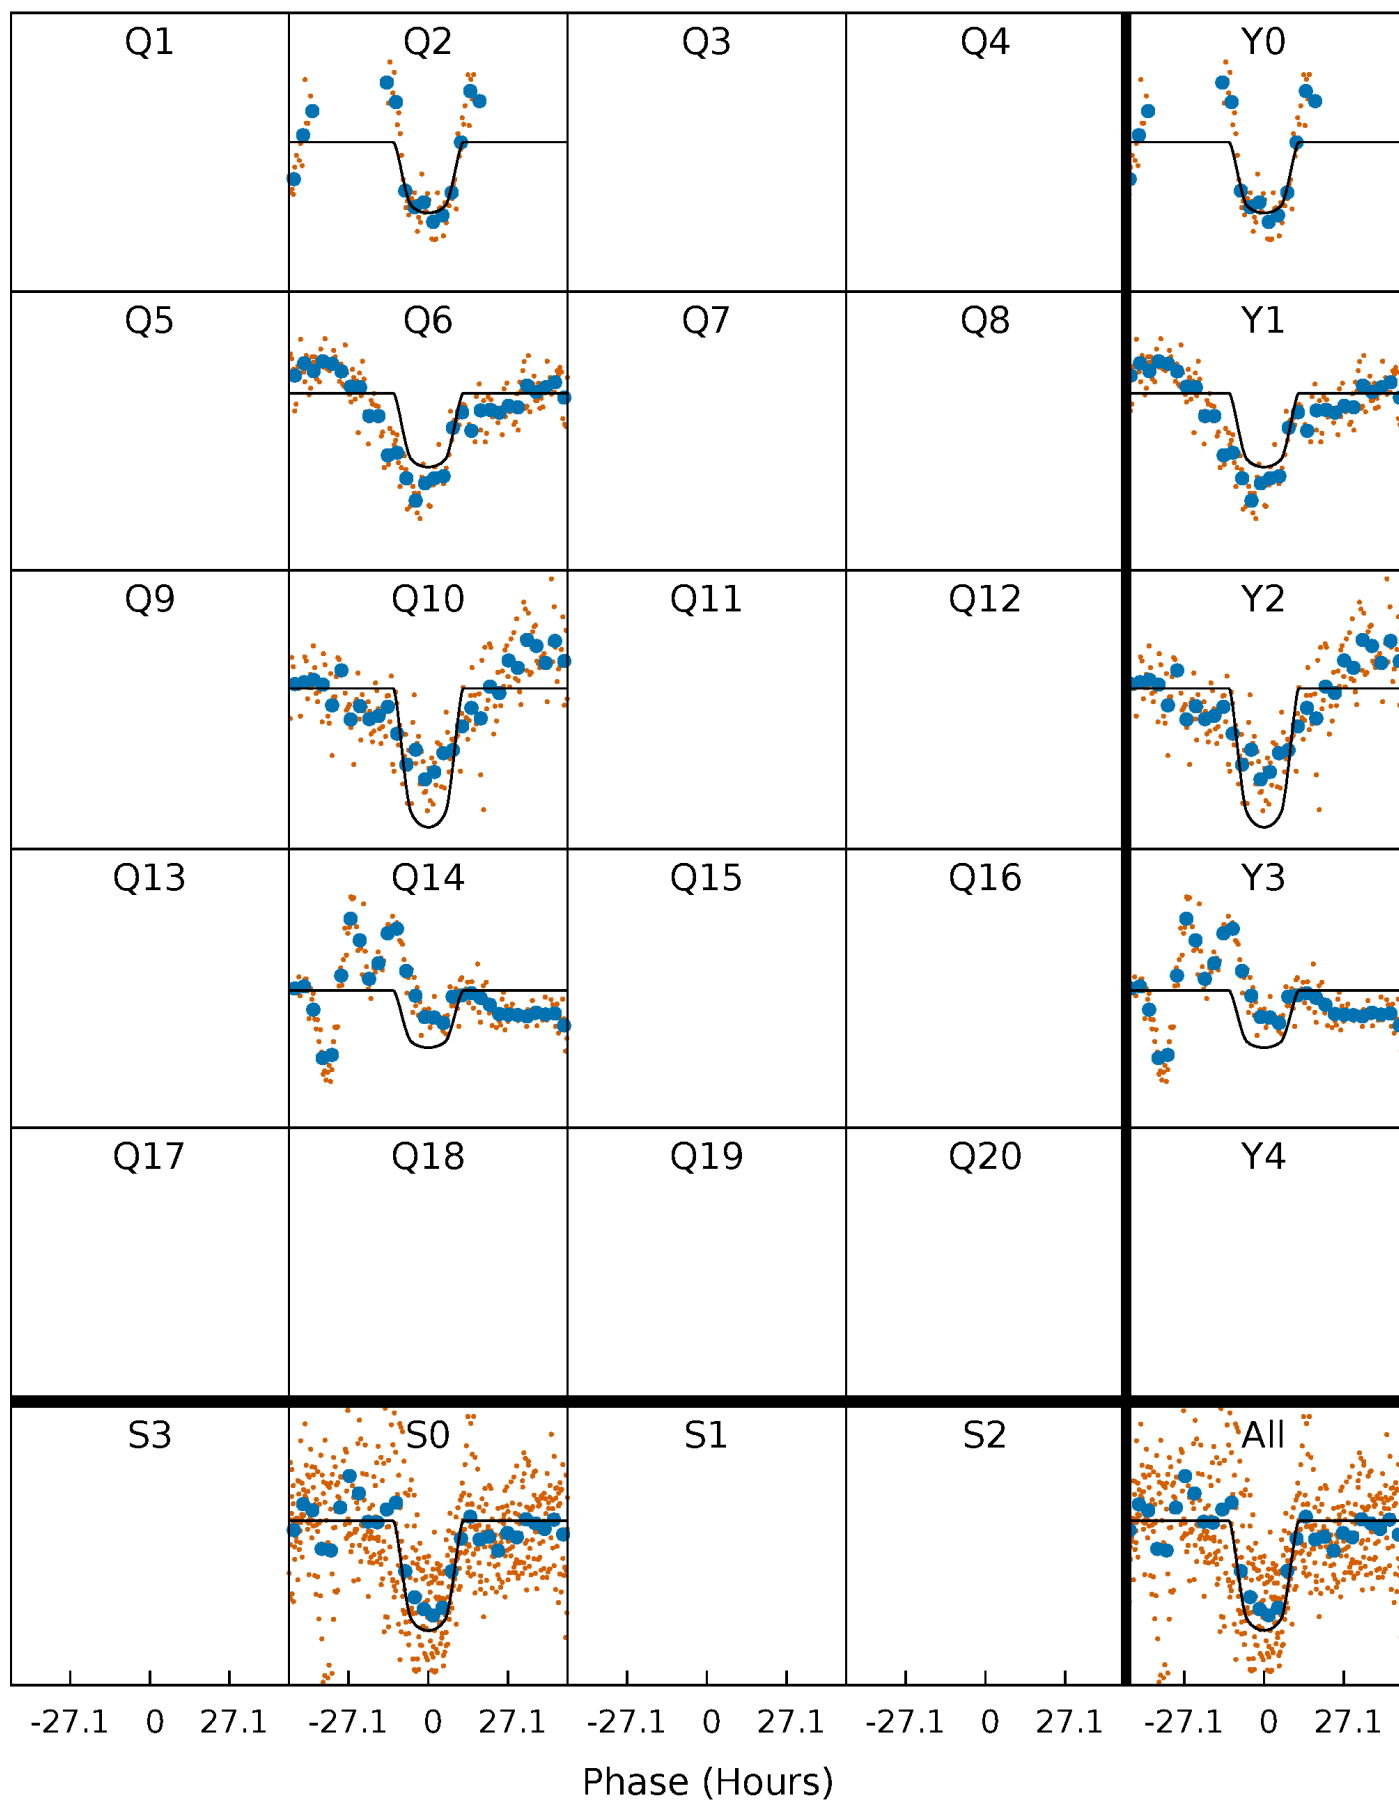 Q1 Q2 Q3 Q4 Y0
Q5 Q6 Q7 Q8 Y1
Q9 Q10 Q11 Q12 Y2
Q13 Q14 Q15 Q16 Y3
Q17 Q18 Q19 Q20 Y4
S3 S0 S1 S2 All
-27.1 0 27.1 -27.1 0 27.1 -27.1 0 27.1 -27.1 0 27.1 -27.1 0 27.1
Phase (Hours)